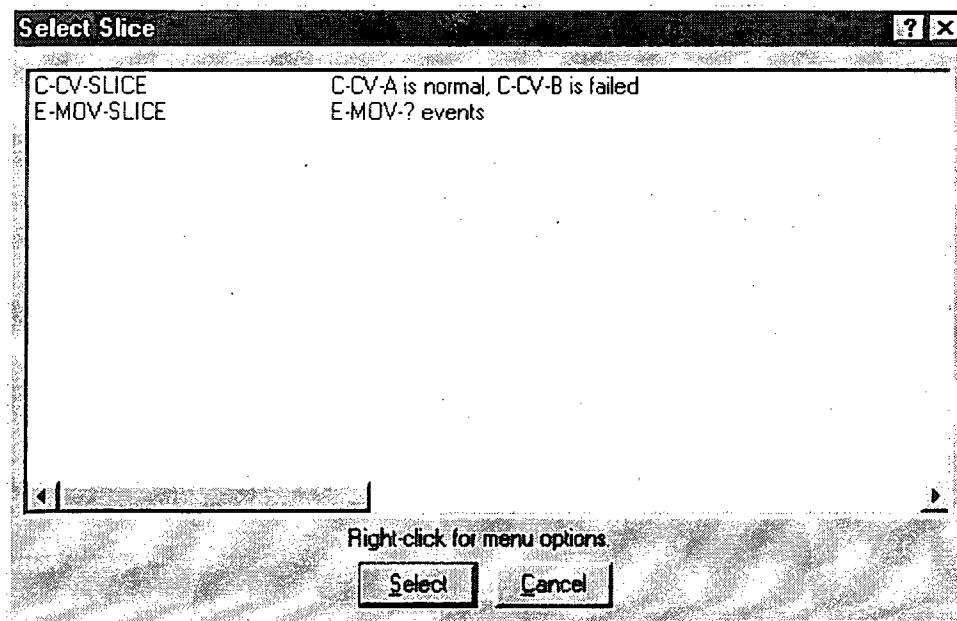 Select Slice ? X
C-CV-SLICE C-CV-A is normal, C-CV-B is failed
E-MOV-SLICE E-MOV-? events
Right-click for menu options.
Select Cancel